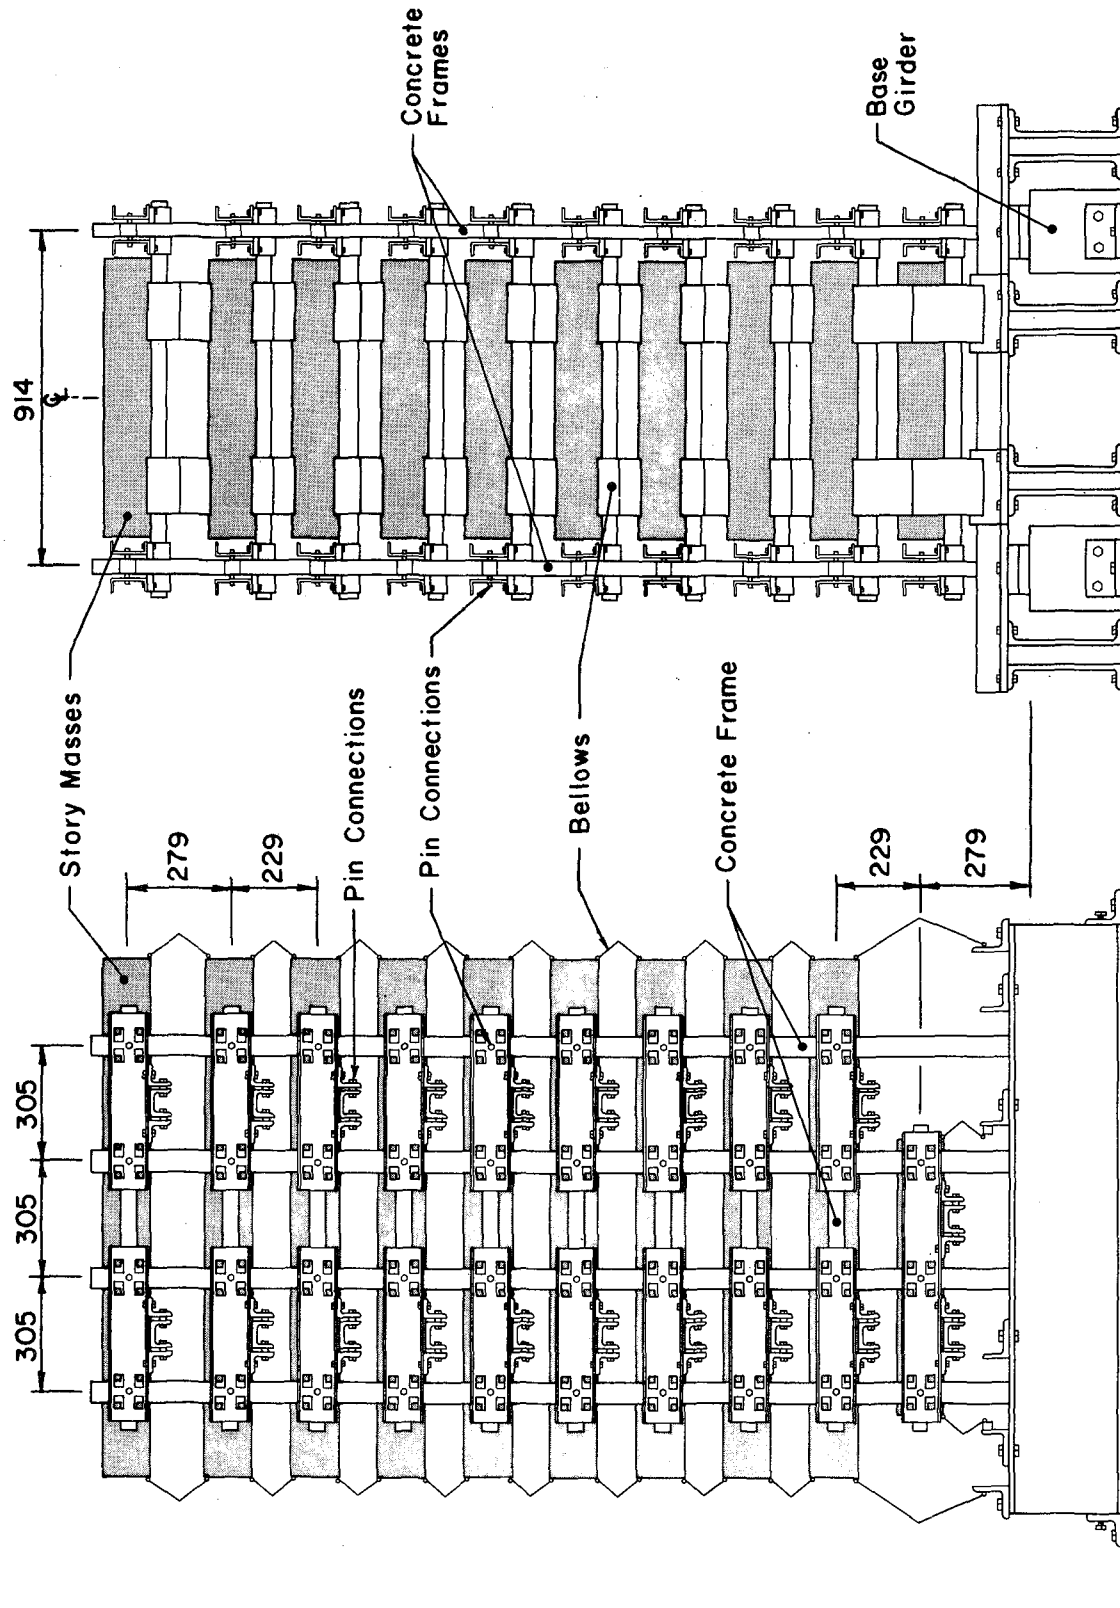 914
℄
Concrete
Frames
Base
Girder
Story Masses
Pin Connections
Pin Connections
Bellows
Concrete Frame
279
229
229
279
305
305
305